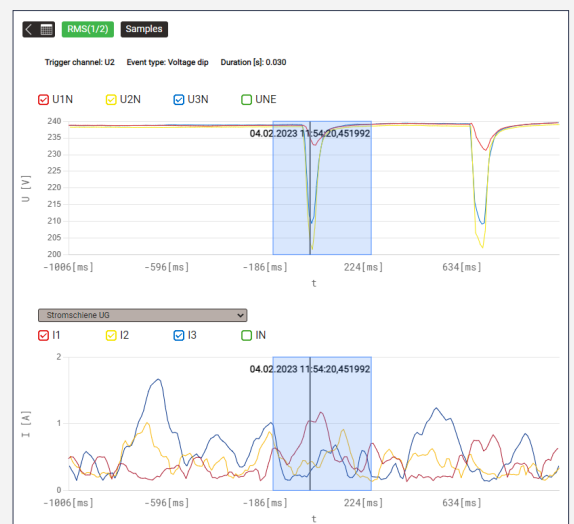 RMS(1/2) Samples
Trigger channel: U2 Event type: Voltage dip Duration [s]: 0.030
U1N U2N U3N UNE
240
04.02.2023 11:54:20,451992
235
230
225
220
215
210
205
200
U [V]
-1006[ms] -596[ms] -186[ms] 224[ms] 634[ms]
t
Stromschiene UG
I1 I2 I3 IN
2
04.02.2023 11:54:20,451992
1
0
I [A]
-1006[ms] -596[ms] -186[ms] 224[ms] 634[ms]
t